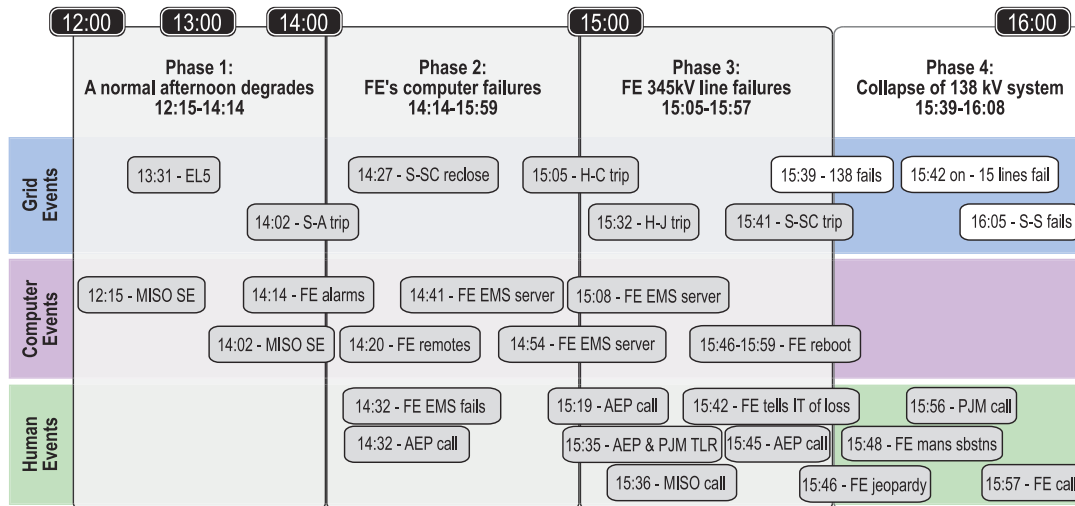 12:00
13:00
14:00
15:00
16:00
Phase 1:
A normal afternoon degrades
12:15-14:14
Phase 2:
FE's computer failures
14:14-15:59
Phase 3:
FE 345kV line failures
15:05-15:57
Phase 4:
Collapse of 138 kV system
15:39-16:08
Grid
Events
13:31 - EL5
14:27 - S-SC reclose
15:05 - H-C trip
15:39 - 138 fails
15:42 on - 15 lines fail
14:02 - S-A trip
15:32 - H-J trip
15:41 - S-SC trip
16:05 - S-S fails
Computer
Events
12:15 - MISO SE
14:14 - FE alarms
14:41 - FE EMS server
15:08 - FE EMS server
14:02 - MISO SE
14:20 - FE remotes
14:54 - FE EMS server
15:46-15:59 - FE reboot
Human
Events
14:32 - FE EMS fails
15:19 - AEP call
15:42 - FE tells IT of loss
15:56 - PJM call
14:32 - AEP call
15:35 - AEP & PJM TLR
15:45 - AEP call
15:48 - FE mans sbstns
15:36 - MISO call
15:46 - FE jeopardy
15:57 - FE call